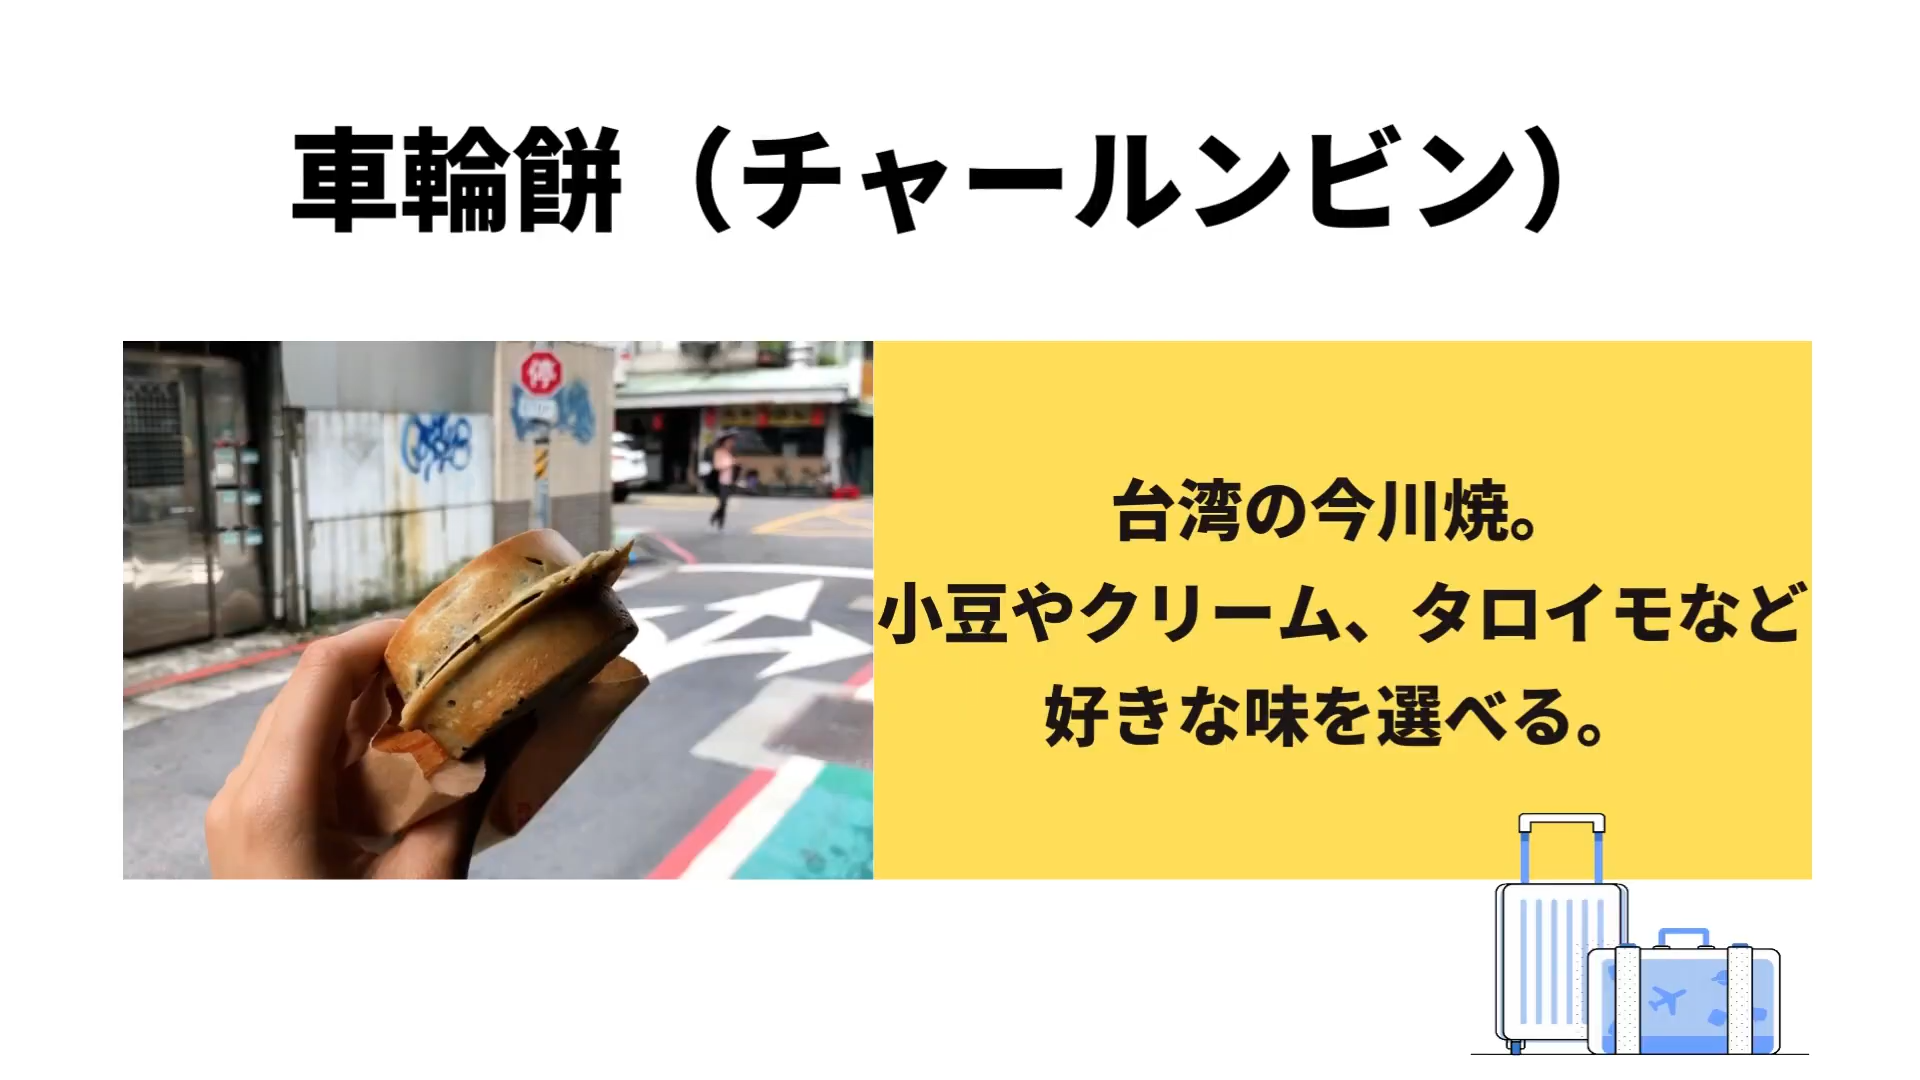 車輪餅（チャールンビン）
停
台湾の今川焼。
小豆やクリーム、タロイモなど
好きな味を選べる。